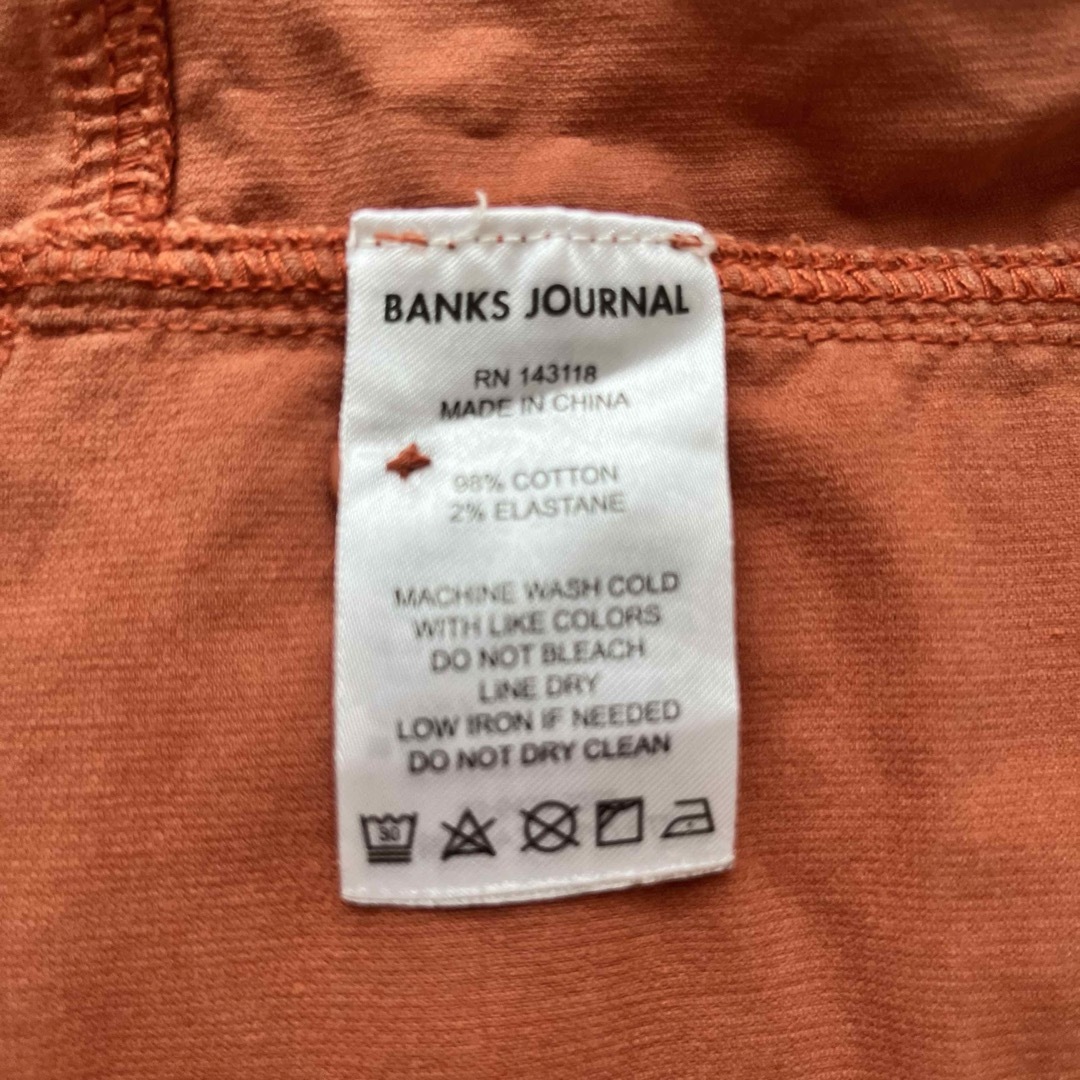 BANKS JOURNAL
RN 143118
MADE IN CHINA
98% COTTON
2% ELASTANE
MACHINE WASH COLD
WITH LIKE COLORS
DO NOT BLEACH
LINE DRY
LOW IRON IF NEEDED
DO NOT DRY CLEAN
30